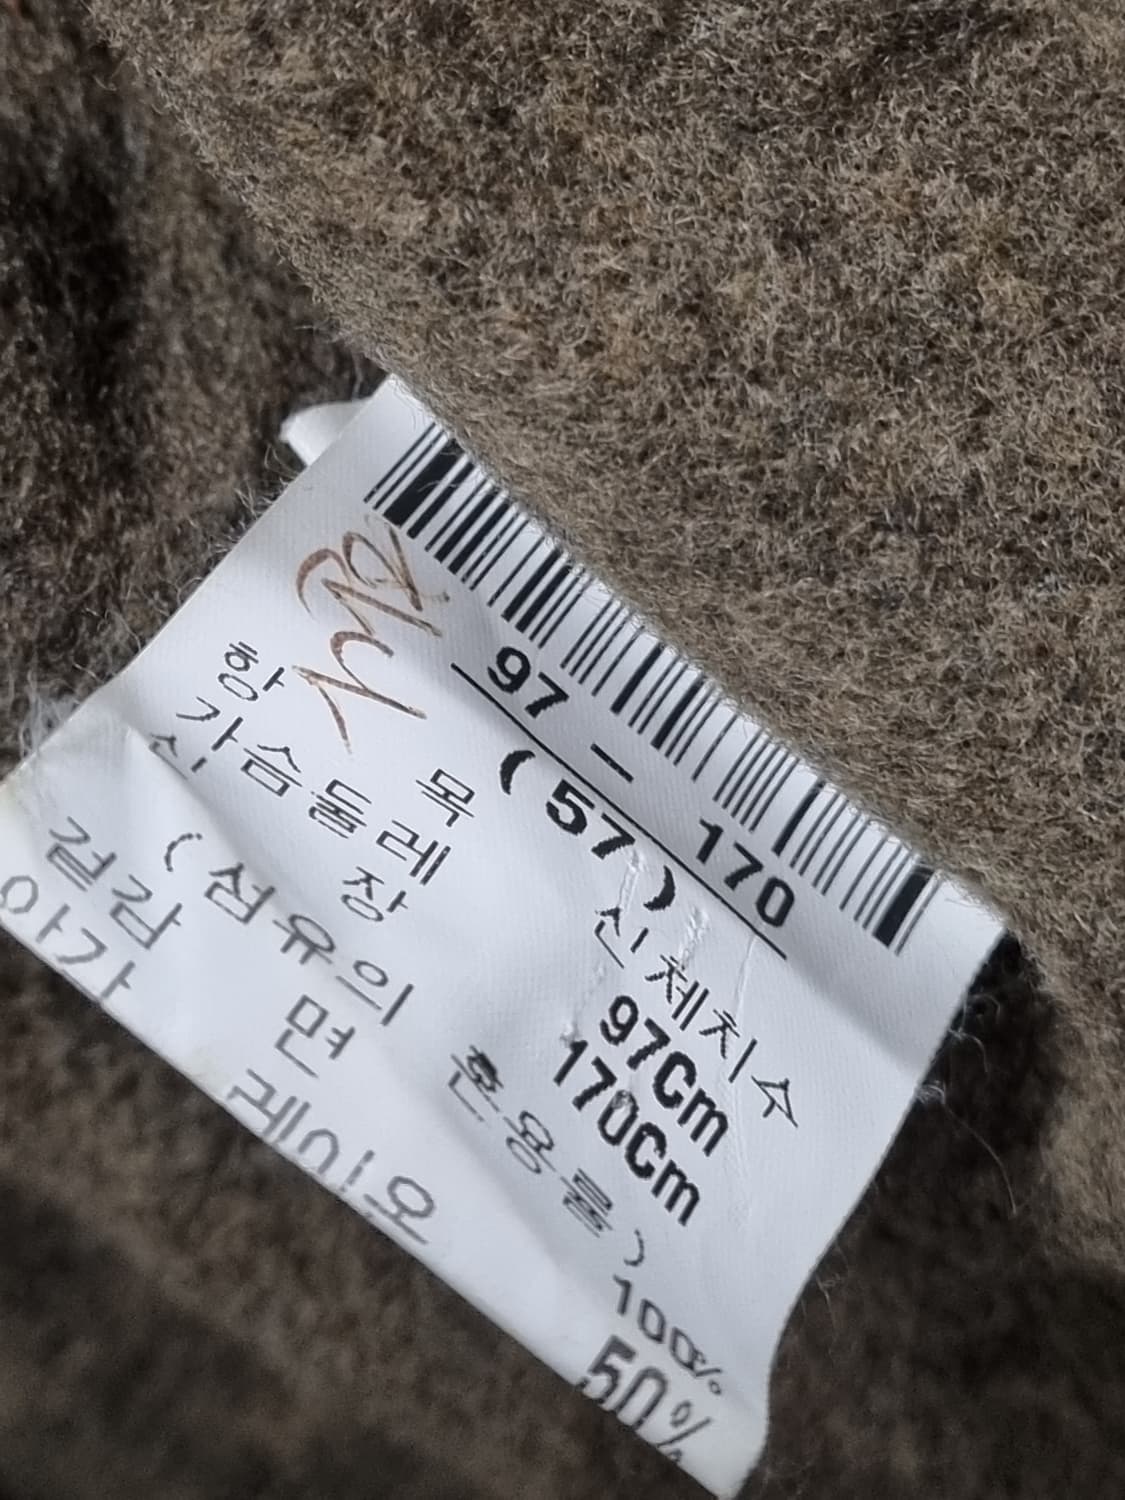 97 - 170
(57)
항 목 신체치수
가슴둘레 97Cm
신장 170Cm
(섬유의 혼용률)
겉감 면 100%
안감 레이온 50%